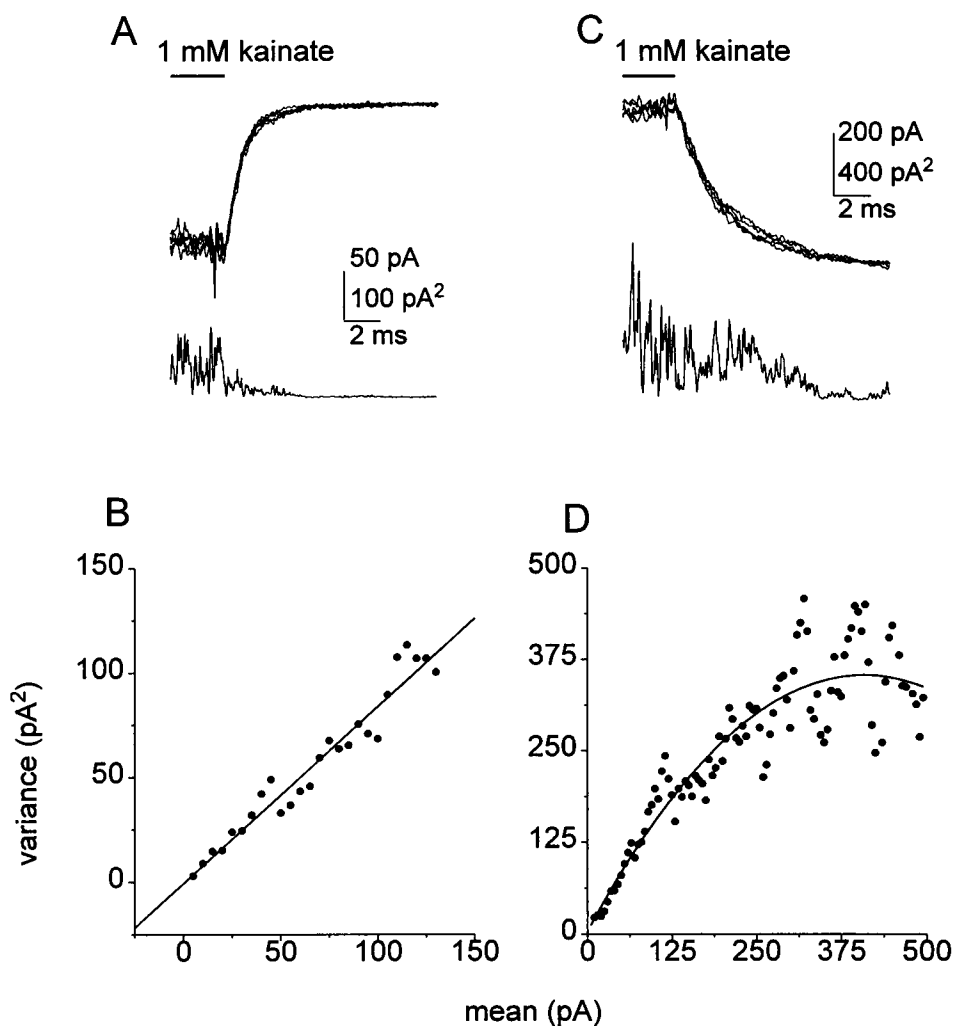 A
1 mM kainate
50 pA
100 pA²
2 ms
C
1 mM kainate
200 pA
400 pA²
2 ms
B
150
100
50
0
0
50
100
150
variance (pA²)
D
500
375
250
125
0
0
125
250
375
500
mean (pA)